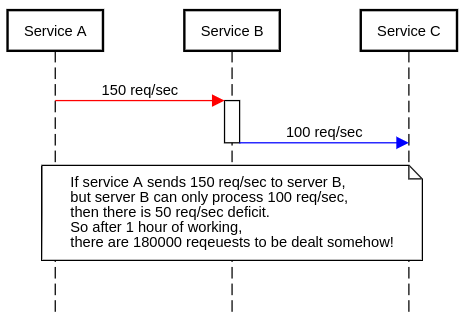 Service A
Service B
Service C
150 req/sec
100 req/sec
If service A sends 150 req/sec to server B,
but server B can only process 100 req/sec,
then there is 50 req/sec deficit.
So after 1 hour of working,
there are 180000 reqeuests to be dealt somehow!